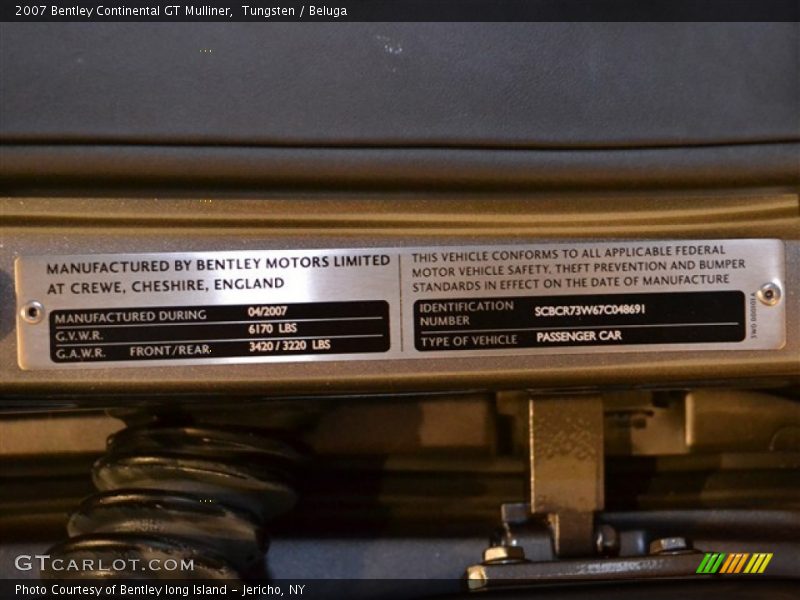 2007 Bentley Continental GT Mulliner,  Tungsten / Beluga
MANUFACTURED BY BENTLEY MOTORS LIMITED
AT CREWE, CHESHIRE, ENGLAND
MANUFACTURED DURING 04/2007
G.V.W.R. 6170 LBS
G.A.W.R. FRONT/REAR. 3420 / 3220 LBS
THIS VEHICLE CONFORMS TO ALL APPLICABLE FEDERAL
MOTOR VEHICLE SAFETY, THEFT PREVENTION AND BUMPER
STANDARDS IN EFFECT ON THE DATE OF MANUFACTURE
IDENTIFICATION
NUMBER SCBCR73W67C048691
TYPE OF VEHICLE PASSENGER CAR
GTCARLOT.COM
Photo Courtesy of Bentley long Island - Jericho, NY